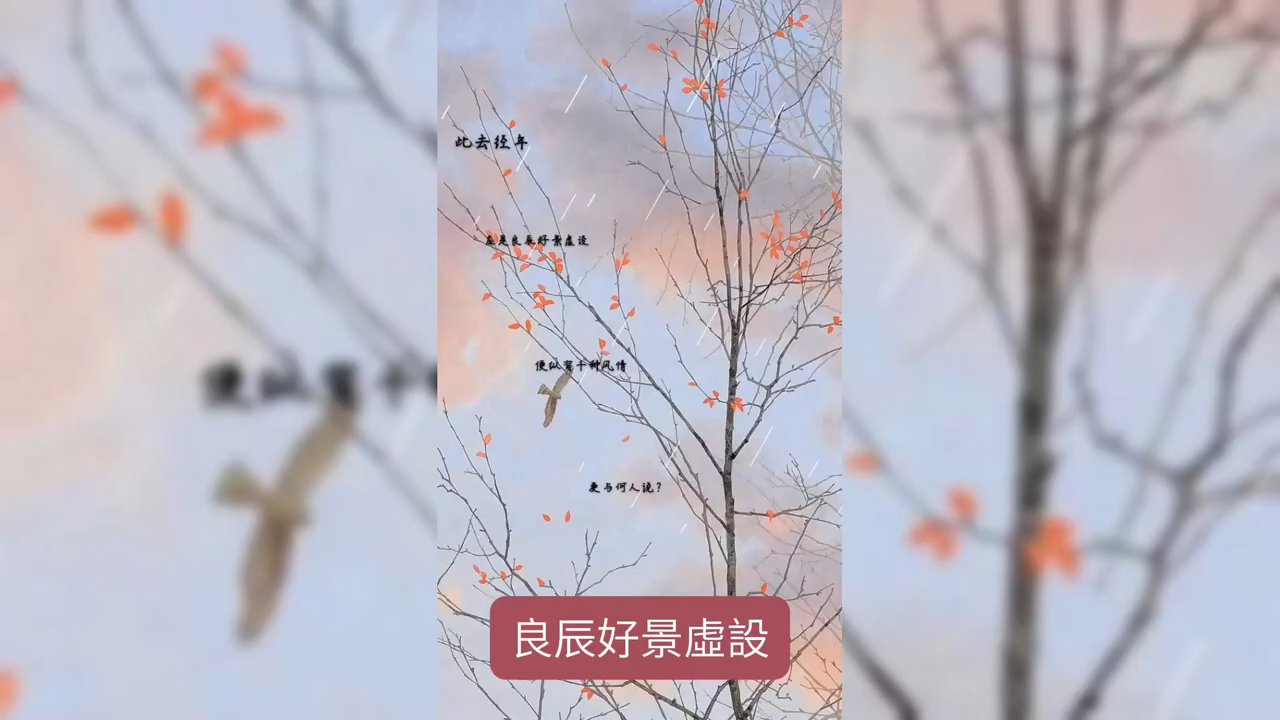 此去经年
应是良辰好景虚设
便纵有千种风情
更与何人说?
良辰好景虛設